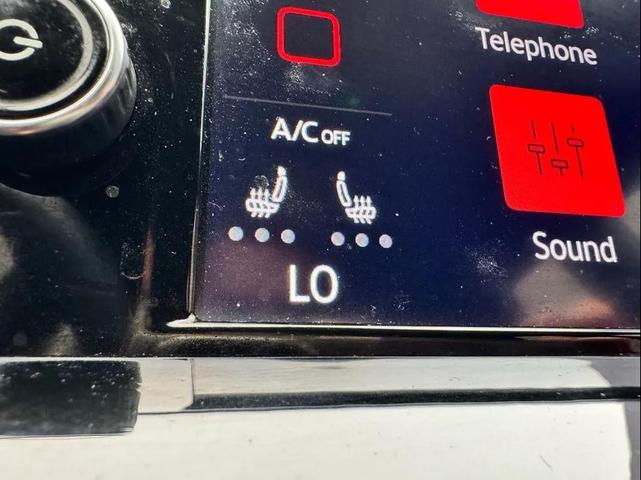 Telephone
A/C OFF
Sound
LO